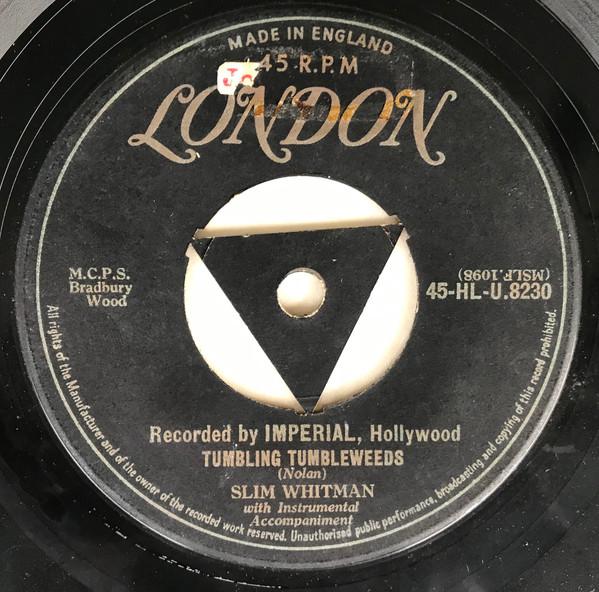 MADE IN ENGLAND
45 R.P.M
LONDON
M.C.P.S.
Bradbury
Wood
(MSLP.1098)
45-HL-U.8230
Recorded by IMPERIAL, Hollywood
TUMBLING TUMBLEWEEDS
(Nolan)
SLIM WHITMAN
with Instrumental
Accompaniment
All rights of the Manufacturer and of the owner of the recorded work reserved. Unauthorised public performance, broadcasting and copying of this record prohibited.